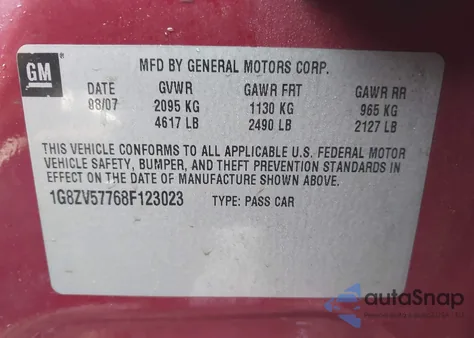 GM
MFD BY GENERAL MOTORS CORP.
DATE GVWR GAWR FRT GAWR RR
08/07 2095 KG 1130 KG 965 KG
4617 LB 2490 LB 2127 LB
THIS VEHICLE CONFORMS TO ALL APPLICABLE U.S. FEDERAL MOTOR
VEHICLE SAFETY, BUMPER, AND THEFT PREVENTION STANDARDS IN
EFFECT ON THE DATE OF MANUFACTURE SHOWN ABOVE.
1G8ZV57768F123023 TYPE: PASS CAR
autoSnap